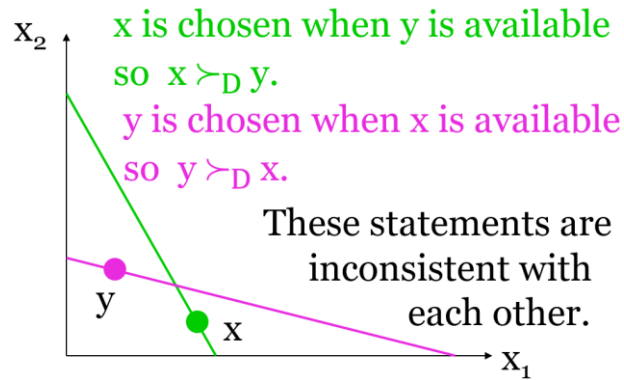 x₂
x is chosen when y is available
so x ≻D y.
y is chosen when x is available
so y ≻D x.
These statements are
inconsistent with
each other.
y
x
x₁